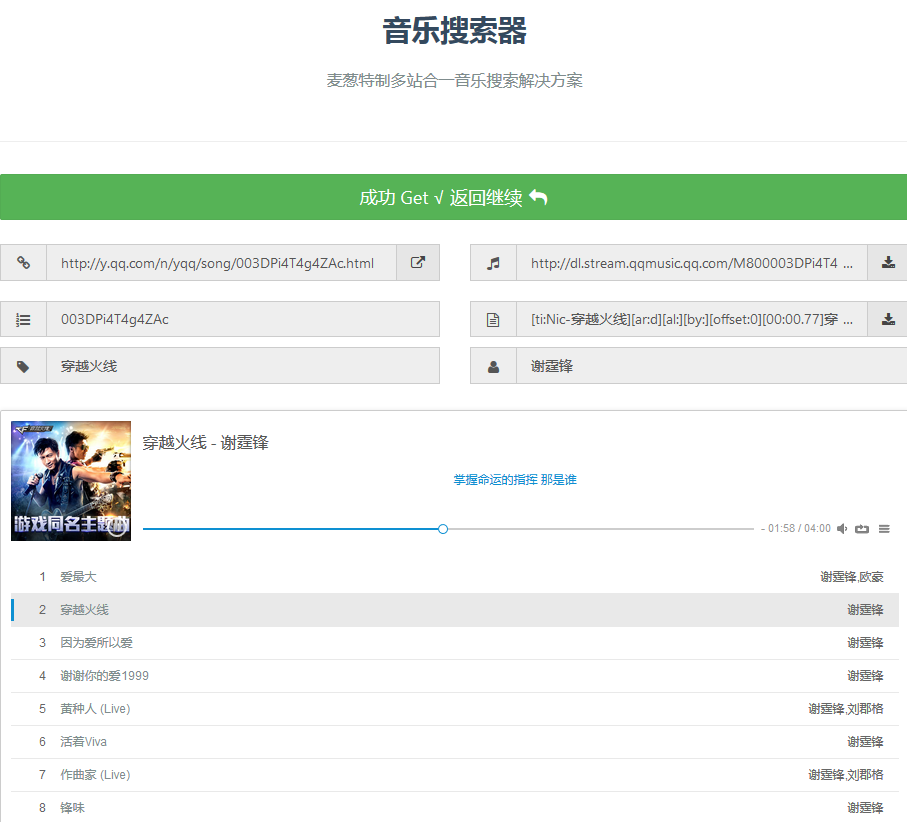 音乐搜索器
麦葱特制多站合一音乐搜索解决方案
成功 Get √ 返回继续
http://y.qq.com/n/yqq/song/003DPi4T4g4ZAc.html
http://dl.stream.qqmusic.qq.com/M800003DPi4T4 ...
003DPi4T4g4ZAc
[ti:Nic-穿越火线][ar:d][al:][by:][offset:0][00:00.77]穿 ...
穿越火线
谢霆锋
游戏同名主题曲
穿越火线 - 谢霆锋
掌握命运的指挥 那是谁
- 01:58 / 04:00
1 爱最大 谢霆锋,欧豪
2 穿越火线 谢霆锋
3 因为爱所以爱 谢霆锋
4 谢谢你的爱1999 谢霆锋
5 黄种人 (Live) 谢霆锋,刘郡格
6 活着Viva 谢霆锋
7 作曲家 (Live) 谢霆锋,刘郡格
8 锋味 谢霆锋